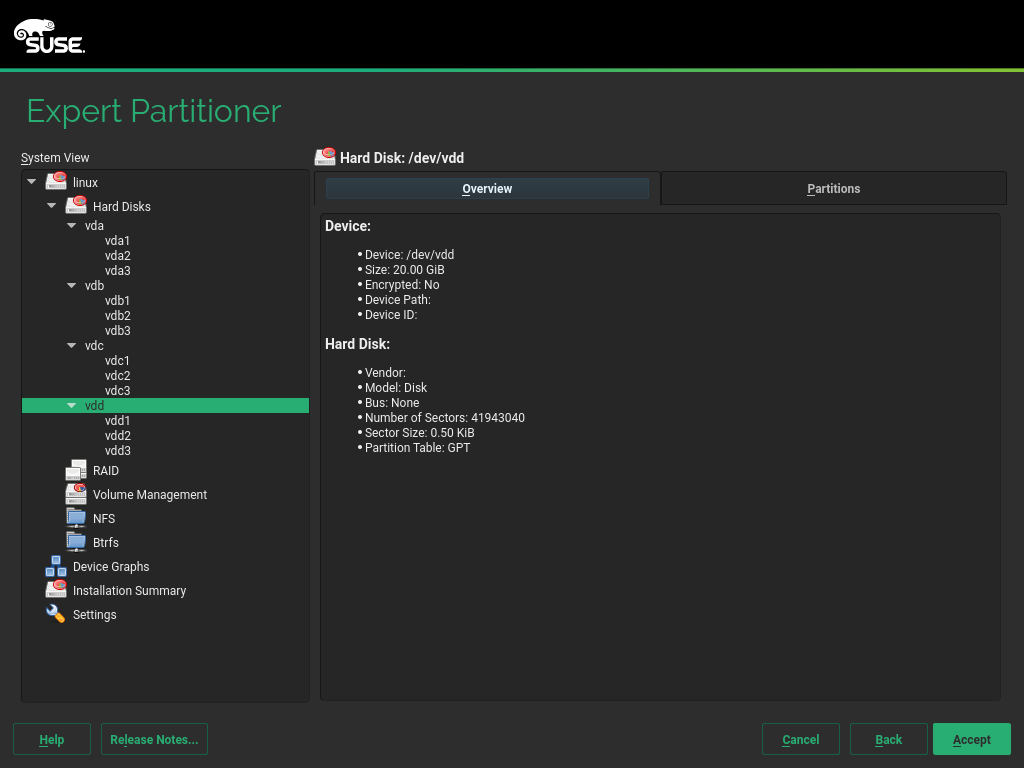 SUSE.
Expert Partitioner
System View
linux
Hard Disks
vda
vda1
vda2
vda3
vdb
vdb1
vdb2
vdb3
vdc
vdc1
vdc2
vdc3
vdd
vdd1
vdd2
vdd3
RAID
Volume Management
NFS
Btrfs
Device Graphs
Installation Summary
Settings
Hard Disk: /dev/vdd
Overview Partitions
Device:
• Device: /dev/vdd
• Size: 20.00 GiB
• Encrypted: No
• Device Path:
• Device ID:
Hard Disk:
• Vendor:
• Model: Disk
• Bus: None
• Number of Sectors: 41943040
• Sector Size: 0.50 KiB
• Partition Table: GPT
Help Release Notes... Cancel Back Accept